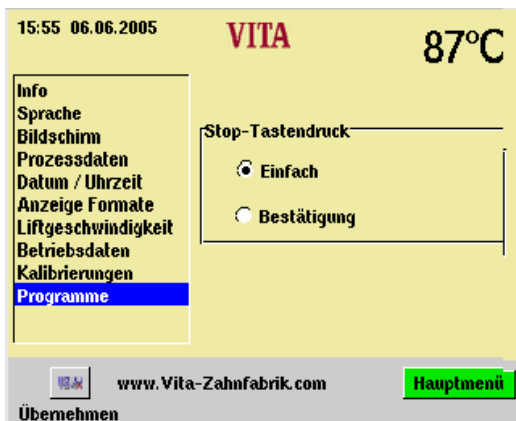 15:55 06.06.2005
VITA
87°C
Info
Sprache
Bildschirm
Prozessdaten
Datum / Uhrzeit
Anzeige Formate
Liftgeschwindigkeit
Betriebsdaten
Kalibrierungen
Programme
Stop-Tastendruck
Einfach
Bestätigung
www.Vita-Zahnfabrik.com
Hauptmenü
Übernehmen